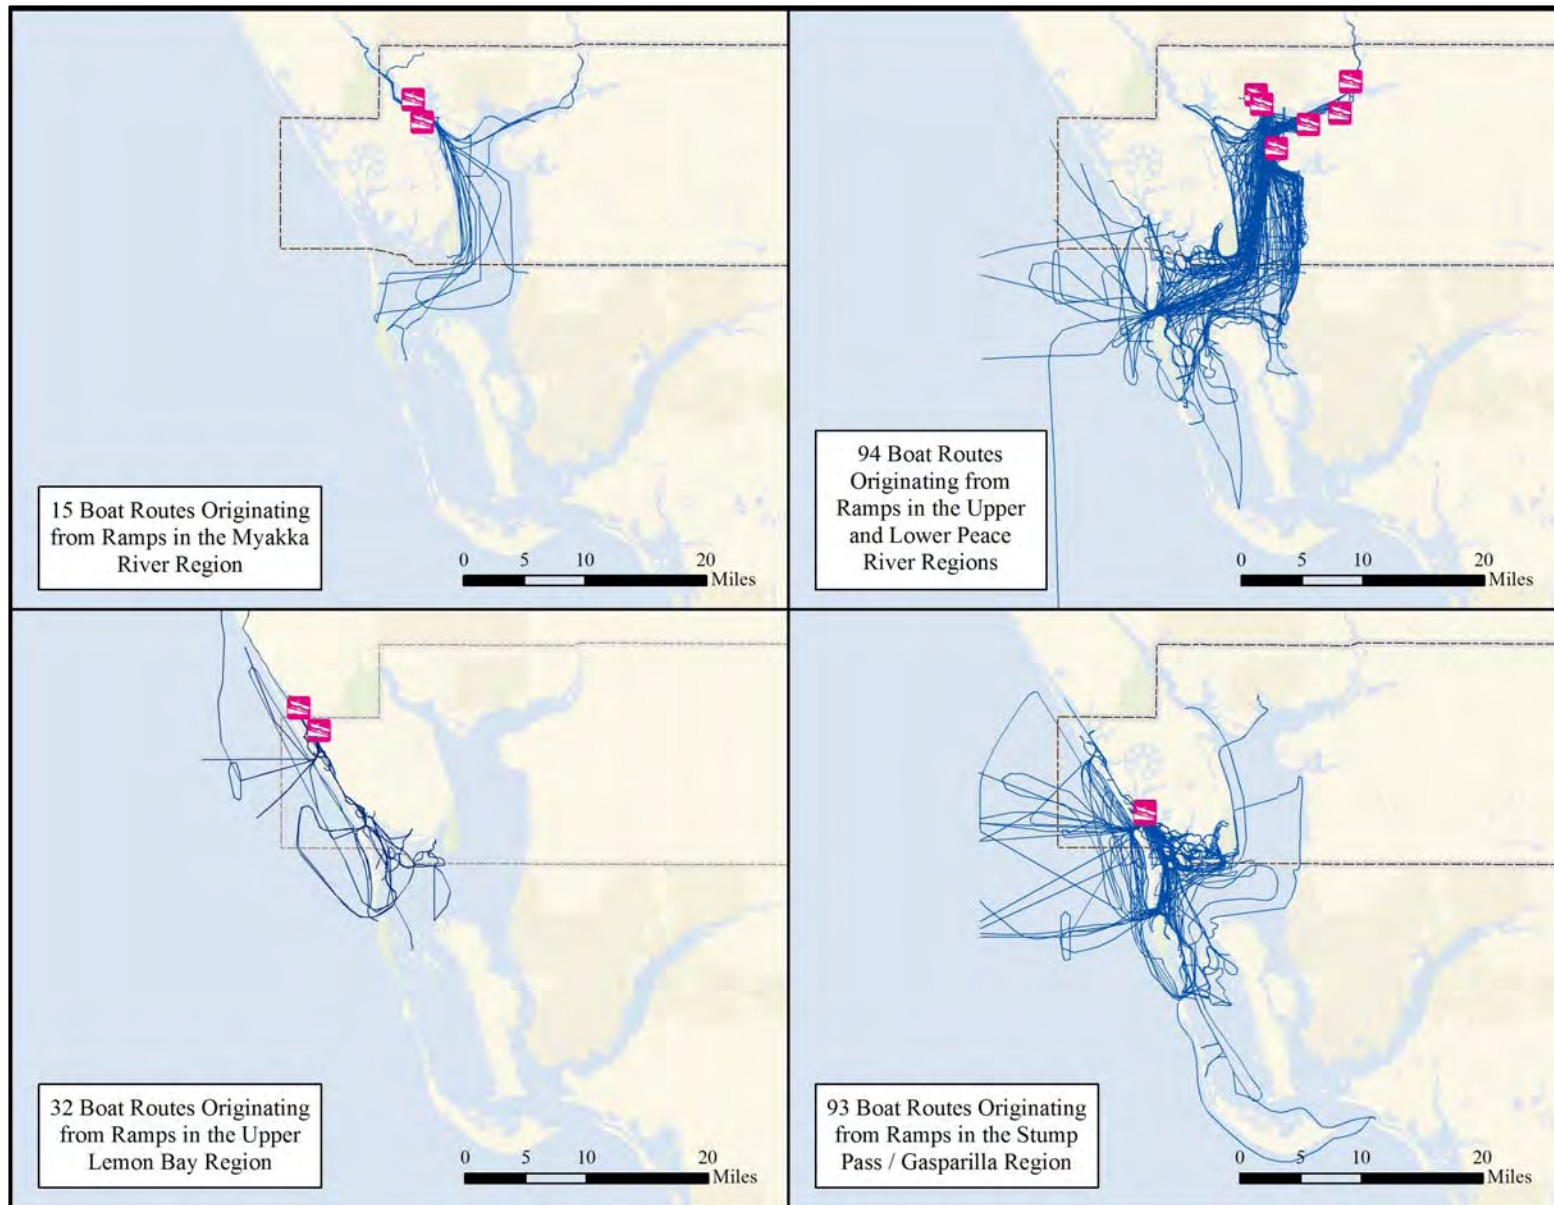 15 Boat Routes Originating
from Ramps in the Myakka
River Region
0 5 10 20
Miles
94 Boat Routes
Originating from
Ramps in the Upper
and Lower Peace
River Regions
0 5 10 20
Miles
32 Boat Routes Originating
from Ramps in the Upper
Lemon Bay Region
0 5 10 20
Miles
93 Boat Routes Originating
from Ramps in the Stump
Pass / Gasparilla Region
0 5 10 20
Miles